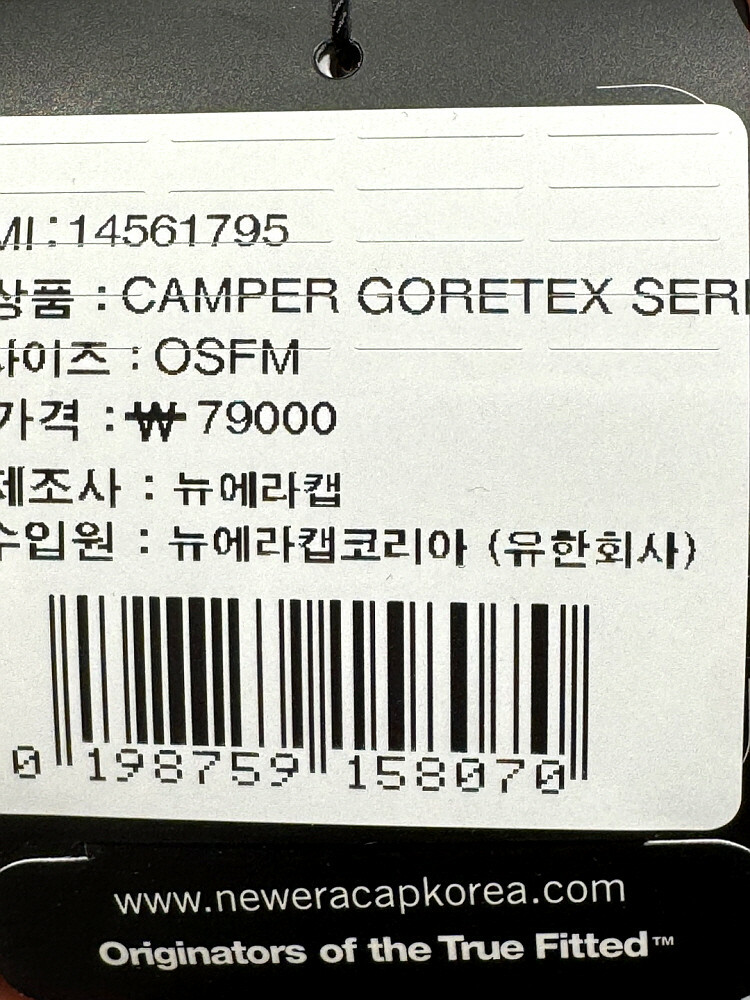 MI:14561795
상품 : CAMPER GORETEX SERI
사이즈 : OSFM
가격 : ₩ 79000
제조사 : 뉴에라캡
수입원 : 뉴에라캡코리아 (유한회사)
0 198759 158070
www.neweracapkorea.com
Originators of the True Fitted™